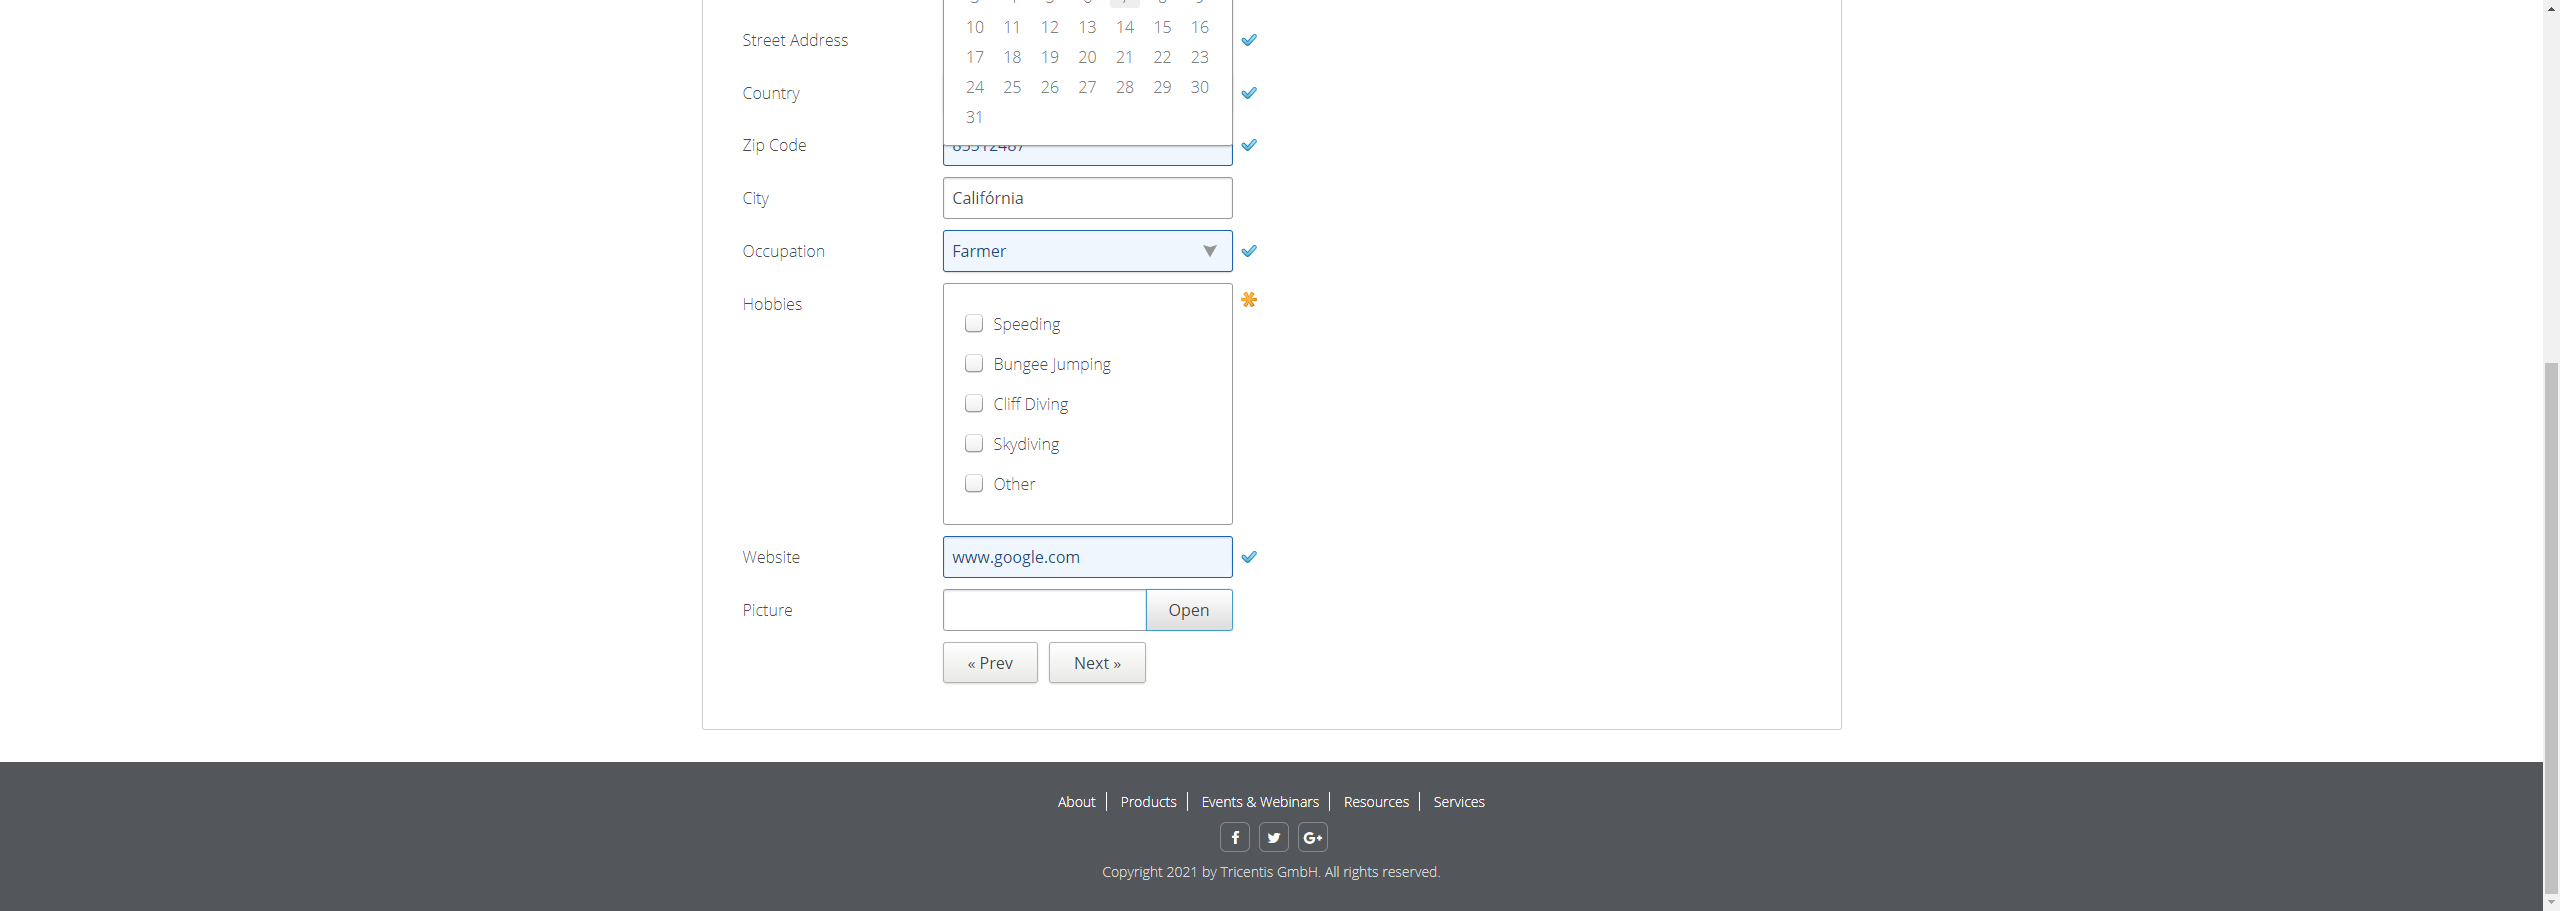 Street Address
10 11 12 13 14 15 16
17 18 19 20 21 22 23
Country
24 25 26 27 28 29 30
31
Zip Code
City Califórnia
Occupation Farmer
Hobbies
Speeding
Bungee Jumping
Cliff Diving
Skydiving
Other
Website www.google.com
Picture Open
« Prev Next »
About Products Events & Webinars Resources Services
Copyright 2021 by Tricentis GmbH. All rights reserved.